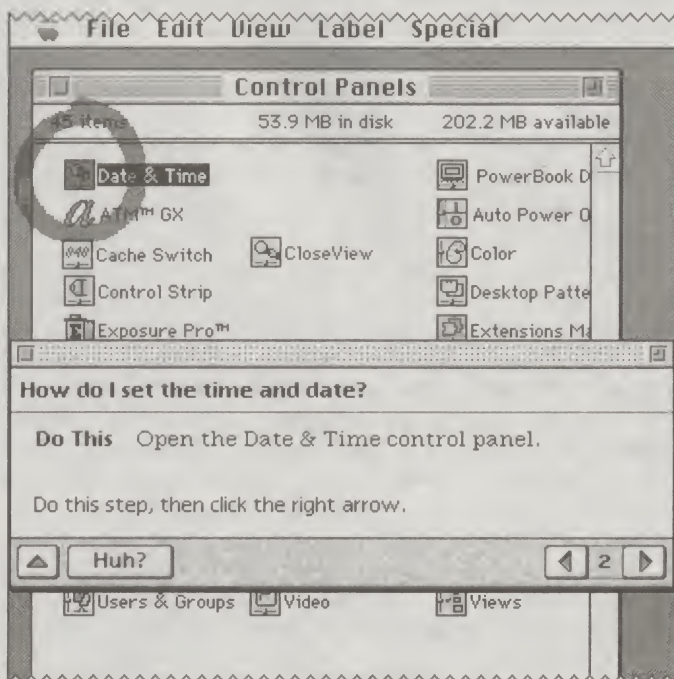 File Edit View Label Special
Control Panels
45 items 53.9 MB in disk 202.2 MB available
Date & Time PowerBook D
ATM™ GX Auto Power O
Cache Switch CloseView Color
Control Strip Desktop Patte
Exposure Pro™ Extensions Ma
How do I set the time and date?
Do This Open the Date & Time control panel.
Do this step, then click the right arrow.
Huh? 2
Users & Groups Video Views